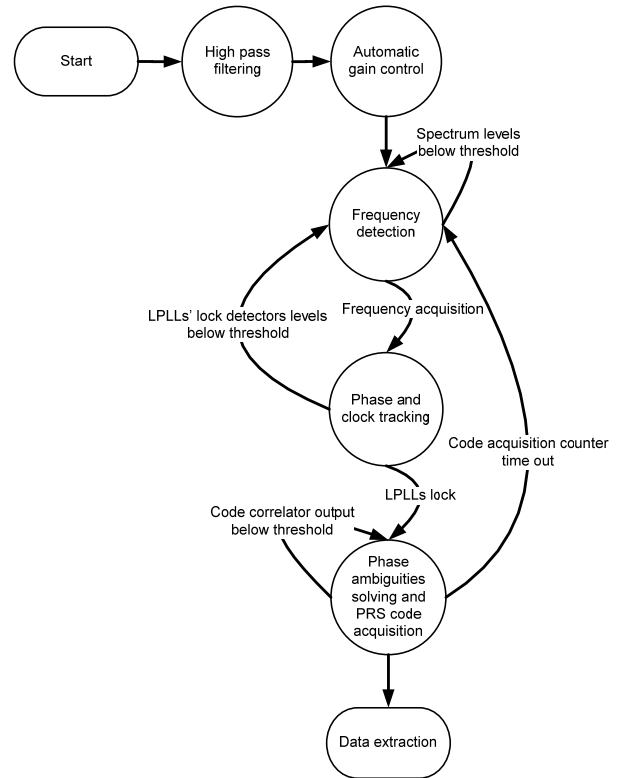 Start
High pass
filtering
Automatic
gain control
Spectrum levels
below threshold
Frequency
detection
LPLLs' lock detectors levels
below threshold
Frequency acquisition
Phase and
clock tracking
Code acquisition counter
time out
LPLLs lock
Code correlator output
below threshold
Phase
ambiguities
solving and
PRS code
acquisition
Data extraction